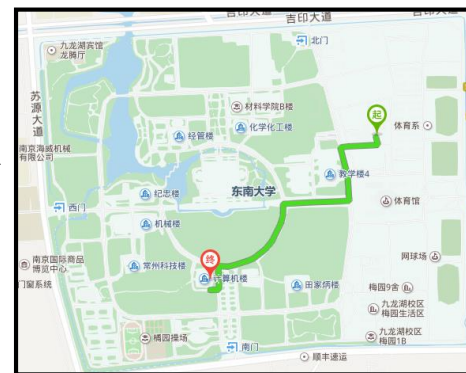 吉印大道
吉印大道
北门
九龙湖宾馆
龙腾厅
苏源大道
材料学院B楼
起
体育系
化学化工楼
经管楼
南京海威机械
有限公司
教学楼4
东南大学
纪忠楼
体育馆
西门
机械楼
网球场
终
南京国际商品
博览中心
常州科技楼
计算机楼
田家炳楼
梅园9舍
门窗系统
九龙湖校区
梅园生活区
橘园操场
九龙湖校区
梅园1B
南门
顺丰速运